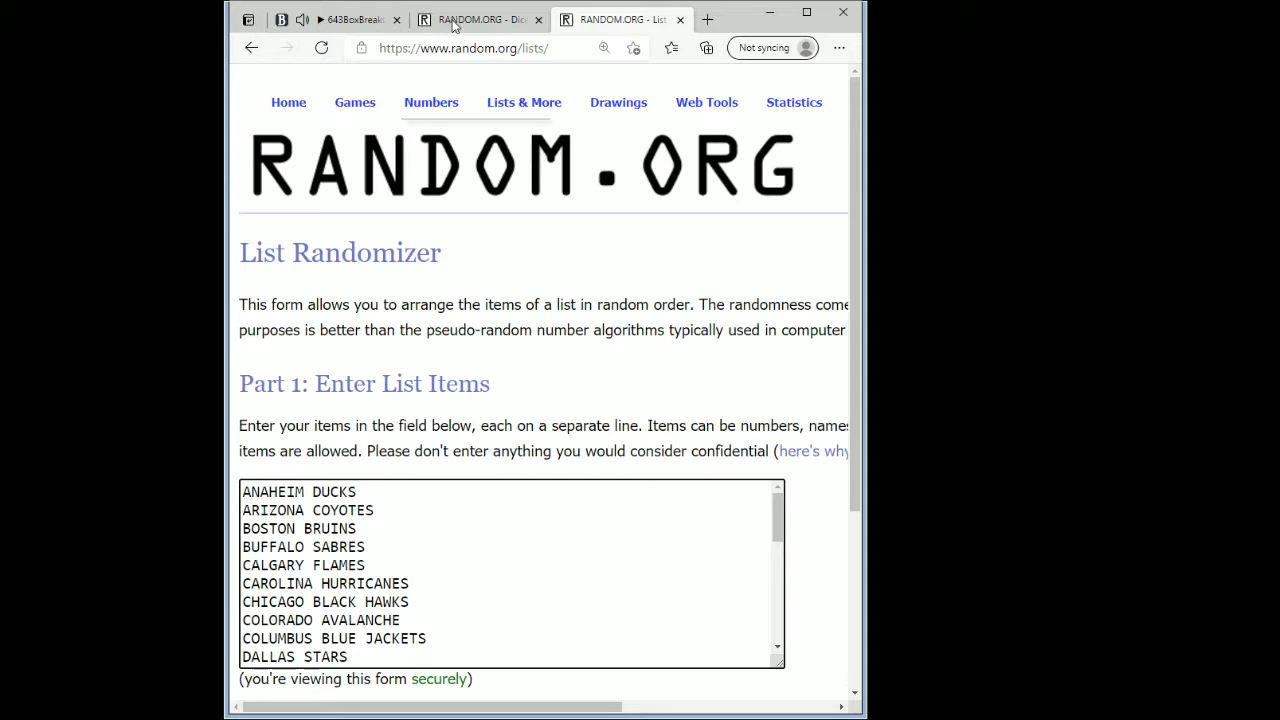 643BoxBreaks
RANDOM.ORG - Dice
RANDOM.ORG - List
https://www.random.org/lists/
Not syncing
Home
Games
Numbers
Lists & More
Drawings
Web Tools
Statistics
RANDOM.ORG
List Randomizer
This form allows you to arrange the items of a list in random order. The randomness come
purposes is better than the pseudo-random number algorithms typically used in computer
Part 1: Enter List Items
Enter your items in the field below, each on a separate line. Items can be numbers, names
items are allowed. Please don't enter anything you would consider confidential (here's why
ANAHEIM DUCKS
ARIZONA COYOTES
BOSTON BRUINS
BUFFALO SABRES
CALGARY FLAMES
CAROLINA HURRICANES
CHICAGO BLACK HAWKS
COLORADO AVALANCHE
COLUMBUS BLUE JACKETS
DALLAS STARS
(you're viewing this form securely)